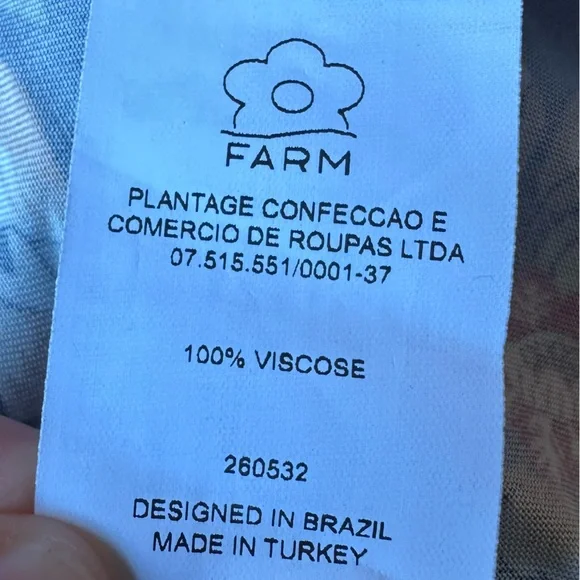 FARM
PLANTAGE CONFECCAO E
COMERCIO DE ROUPAS LTDA
07.515.551/0001-37
100% VISCOSE
260532
DESIGNED IN BRAZIL
MADE IN TURKEY